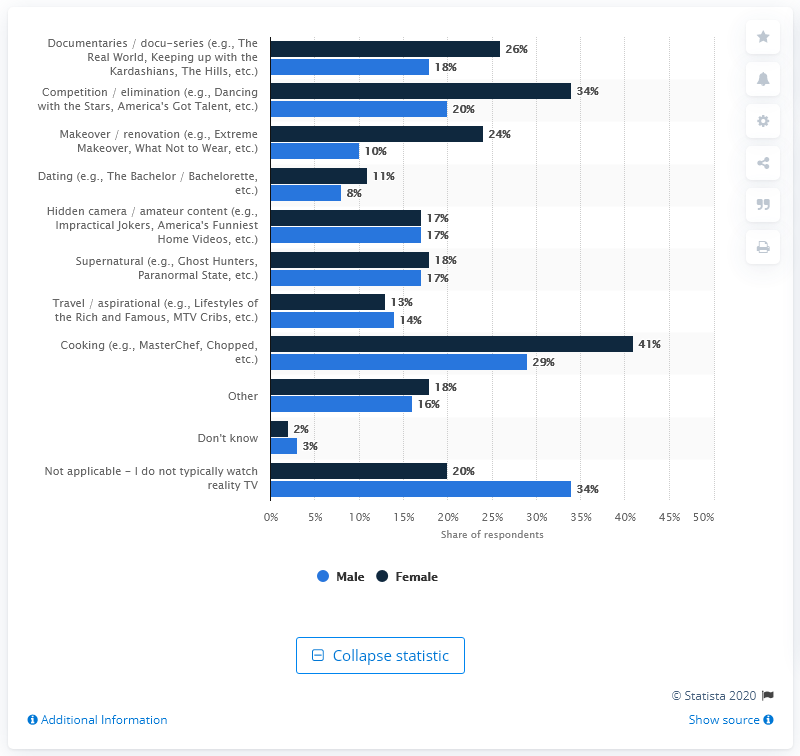 Documentaries / docu-series (e.g., The
Real World, Keeping up with the
Kardashians, The Hills, etc.)
26%
18%
Competition / elimination (e.g., Dancing
with the Stars, America's Got Talent, etc.)
34%
20%
Makeover / renovation (e.g., Extreme
Makeover, What Not to Wear, etc.)
24%
10%
Dating (e.g., The Bachelor / Bachelorette,
etc.)
11%
8%
Hidden camera / amateur content (e.g.,
Impractical Jokers, America's Funniest
Home Videos, etc.)
17%
17%
Supernatural (e.g., Ghost Hunters,
Paranormal State, etc.)
18%
17%
Travel / aspirational (e.g., Lifestyles of
the Rich and Famous, MTV Cribs, etc.)
13%
14%
Cooking (e.g., MasterChef, Chopped,
etc.)
41%
29%
Other
18%
16%
Don't know
2%
3%
Not applicable – I do not typically watch
reality TV
20%
34%
0% 5% 10% 15% 20% 25% 30% 35% 40% 45% 50%
Share of respondents
Male Female
Collapse statistic
© Statista 2020
Additional Information
Show source